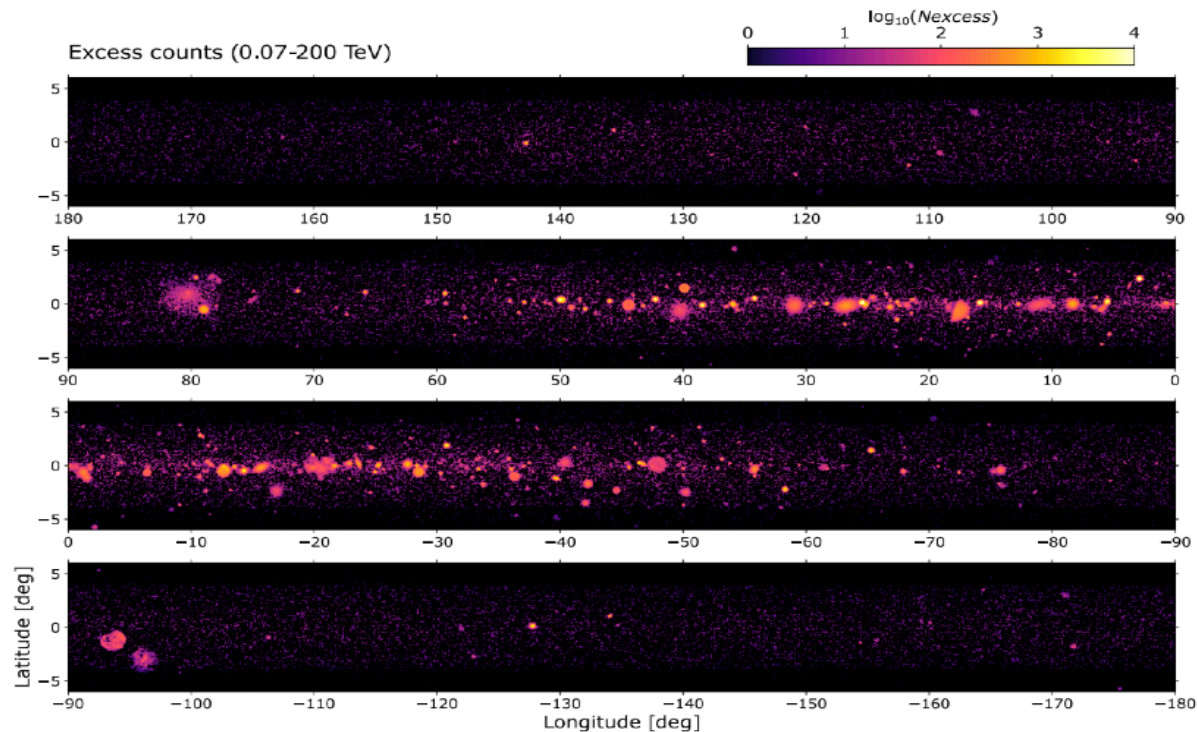 log₁₀(Nexcess)
Excess counts (0.07-200 TeV)
0 1 2 3 4
5
0
−5
180 170 160 150 140 130 120 110 100 90
5
0
−5
90 80 70 60 50 40 30 20 10 0
5
0
−5
0 −10 −20 −30 −40 −50 −60 −70 −80 −90
5
0
−5
Latitude [deg]
−90 −100 −110 −120 −130 −140 −150 −160 −170 −180
Longitude [deg]